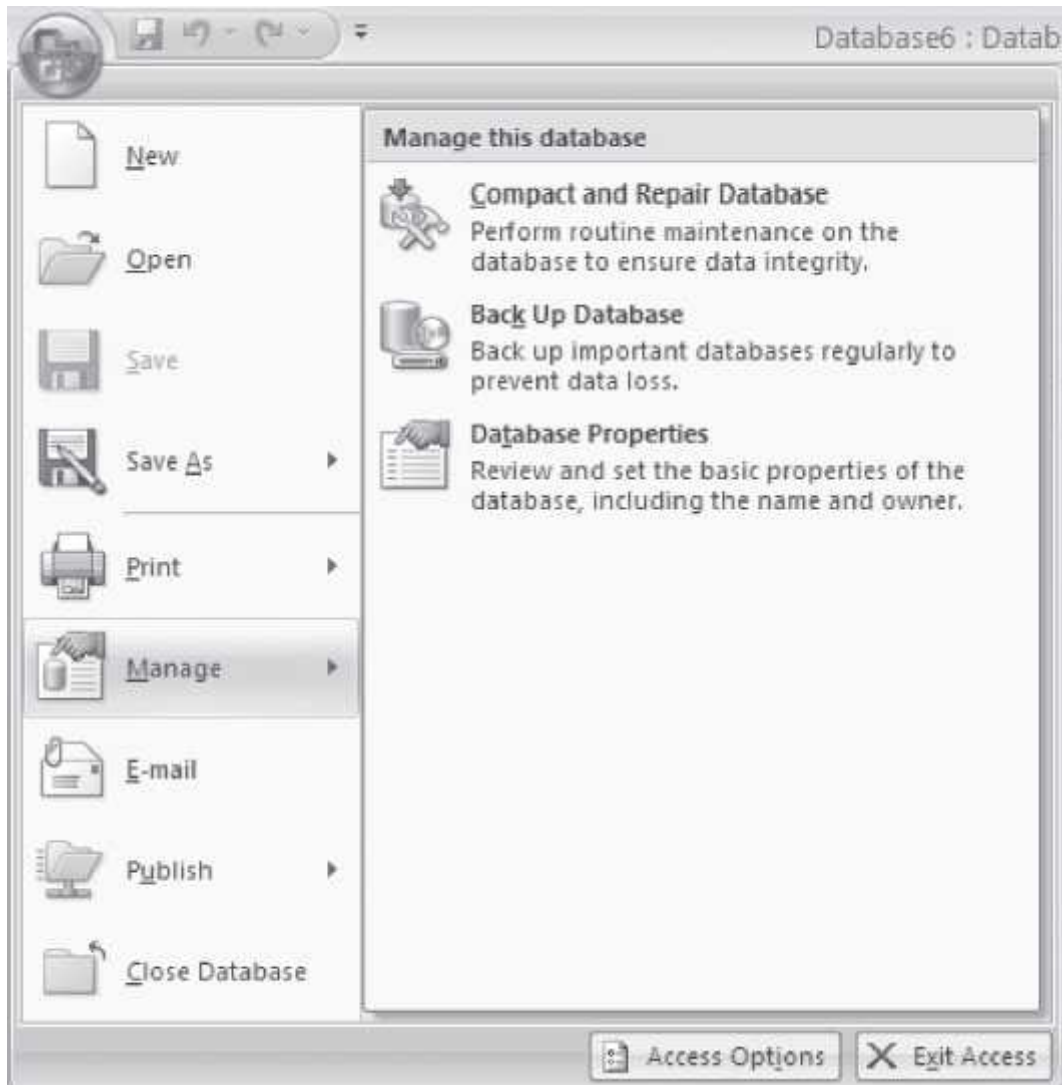 Database6 : Datab
New
Open
Save
Save As
Print
Manage
E-mail
Publish
Close Database
Manage this database
Compact and Repair Database
Perform routine maintenance on the
database to ensure data integrity.
Back Up Database
Back up important databases regularly to
prevent data loss.
Database Properties
Review and set the basic properties of the
database, including the name and owner.
Access Options
Exit Access